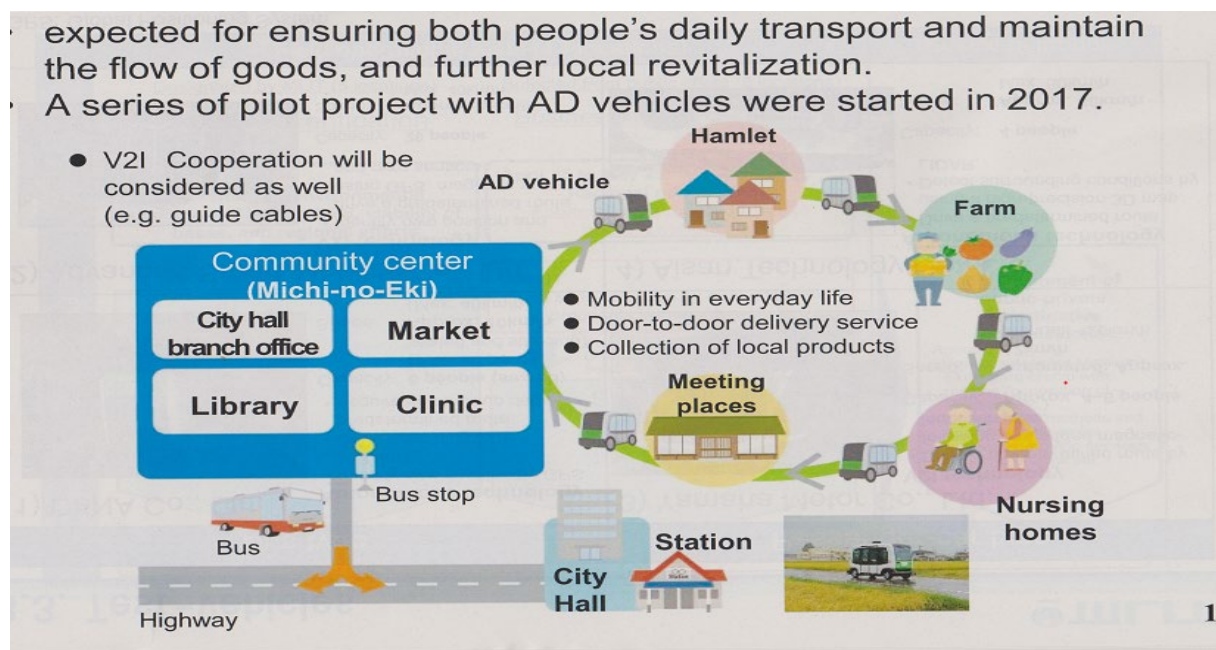 expected for ensuring both people's daily transport and maintain
the flow of goods, and further local revitalization.
A series of pilot project with AD vehicles were started in 2017.
● V2I Cooperation will be
considered as well
(e.g. guide cables)
AD vehicle
Hamlet
Farm
Community center
(Michi-no-Eki)
City hall
branch office
Market
Library
Clinic
● Mobility in everyday life
● Door-to-door delivery service
● Collection of local products
Meeting
places
Nursing
homes
Bus stop
Bus
Station
City
Hall
Highway
1